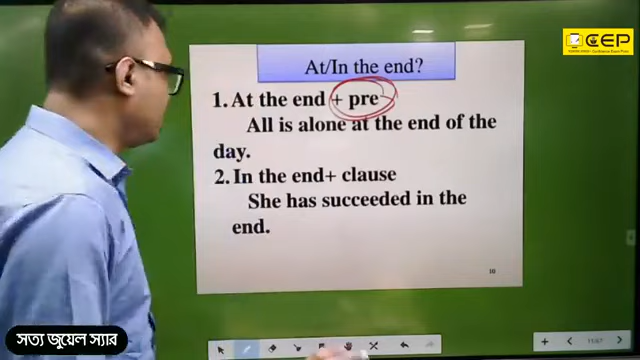 CEP
At/In the end?
1. At the end + pre
All is alone at the end of the
day.
2. In the end+ clause
She has succeeded in the
end.
10
সত্য জুয়েল স্যার